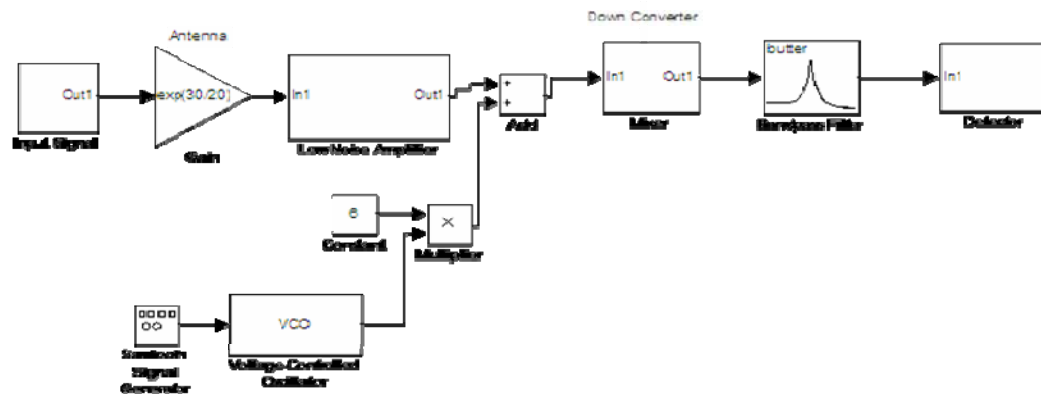 Down Converter
Antenna
Out1
exp(30/20)
In1
Out1
+
+
In1
Out1
butter
In1
Input Signal
Gain
Low Noise Amplifier
Add
Mixer
Bandpass Filter
Detector
6
×
Constant
Multiplier
VCO
Sawtooth
Signal
Generator
Voltage-Controlled
Oscillator